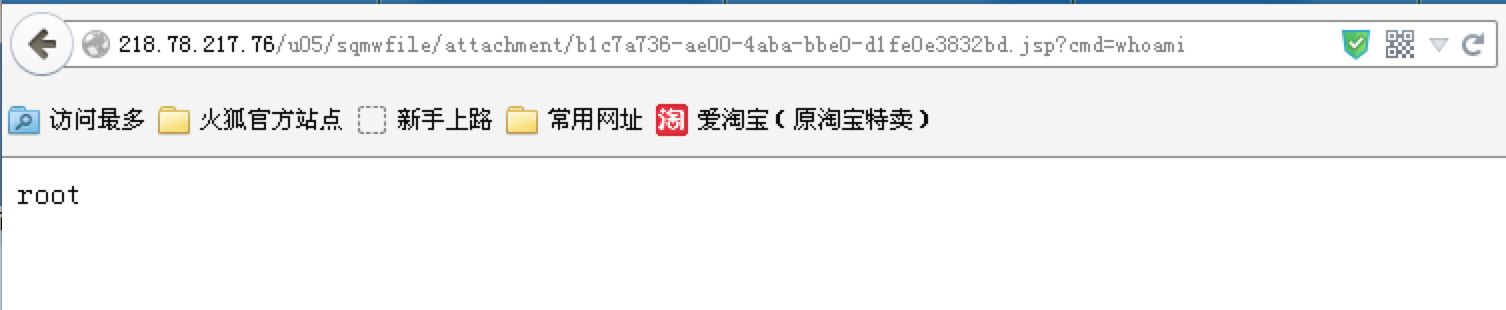 218.78.217.76/u05/sqmwfile/attachment/b1c7a736-ae00-4aba-bbe0-d1fe0e3832bd.jsp?cmd=whoami
访问最多 火狐官方站点 新手上路 常用网址 淘 爱淘宝（原淘宝特卖）
root